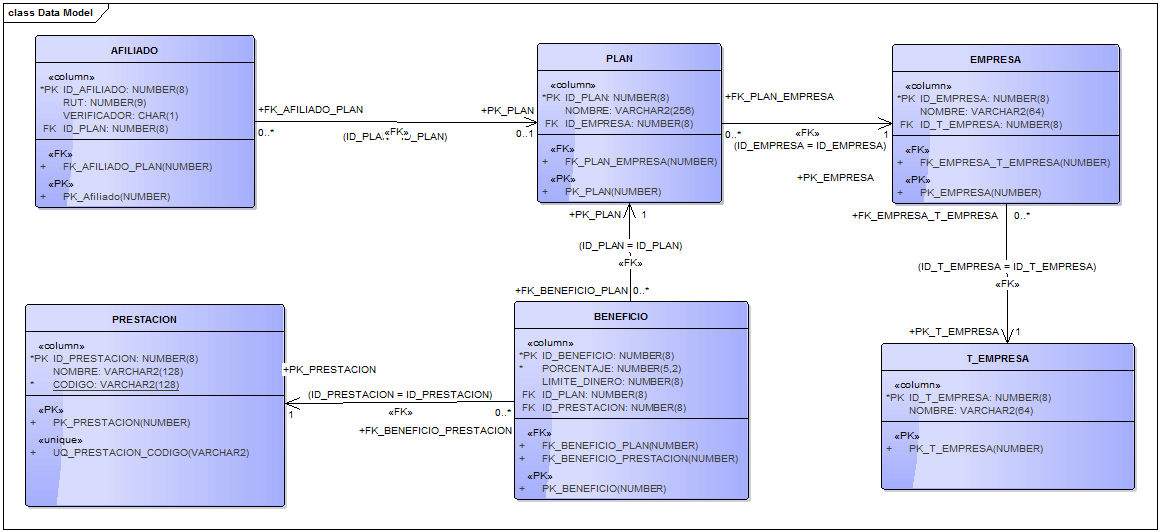 class Data Model
AFILIADO
«column»
*PK ID_AFILIADO: NUMBER(8)
RUT: NUMBER(9)
VERIFICADOR: CHAR(1)
FK ID_PLAN: NUMBER(8)
«FK»
+ FK_AFILIADO_PLAN(NUMBER)
«PK»
+ PK_Afiliado(NUMBER)
+FK_AFILIADO_PLAN
0..*
+PK_PLAN
0..1
«FK»
PLAN
«column»
*PK ID_PLAN: NUMBER(8)
NOMBRE: VARCHAR2(256)
FK ID_EMPRESA: NUMBER(8)
«FK»
+ FK_PLAN_EMPRESA(NUMBER)
«PK»
+ PK_PLAN(NUMBER)
+FK_PLAN_EMPRESA
0..*
«FK»
1
(ID_EMPRESA = ID_EMPRESA)
+PK_EMPRESA
EMPRESA
«column»
*PK ID_EMPRESA: NUMBER(8)
NOMBRE: VARCHAR2(64)
FK ID_T_EMPRESA: NUMBER(8)
«FK»
+ FK_EMPRESA_T_EMPRESA(NUMBER)
«PK»
+ PK_EMPRESA(NUMBER)
+PK_PLAN
1
(ID_PLAN = ID_PLAN)
«FK»
+FK_BENEFICIO_PLAN
0..*
+FK_EMPRESA_T_EMPRESA
0..*
(ID_T_EMPRESA = ID_T_EMPRESA)
«FK»
+PK_T_EMPRESA
1
PRESTACION
«column»
*PK ID_PRESTACION: NUMBER(8)
NOMBRE: VARCHAR2(128)
* CODIGO: VARCHAR2(128)
«PK»
+ PK_PRESTACION(NUMBER)
«unique»
+ UQ_PRESTACION_CODIGO(VARCHAR2)
+PK_PRESTACION
(ID_PRESTACION = ID_PRESTACION)
1
«FK»
0..*
+FK_BENEFICIO_PRESTACION
BENEFICIO
«column»
*PK ID_BENEFICIO: NUMBER(8)
* PORCENTAJE: NUMBER(5,2)
LIMITE_DINERO: NUMBER(8)
FK ID_PLAN: NUMBER(8)
FK ID_PRESTACION: NUMBER(8)
«FK»
+ FK_BENEFICIO_PLAN(NUMBER)
+ FK_BENEFICIO_PRESTACION(NUMBER)
«PK»
+ PK_BENEFICIO(NUMBER)
T_EMPRESA
«column»
*PK ID_T_EMPRESA: NUMBER(8)
NOMBRE: VARCHAR2(64)
«PK»
+ PK_T_EMPRESA(NUMBER)